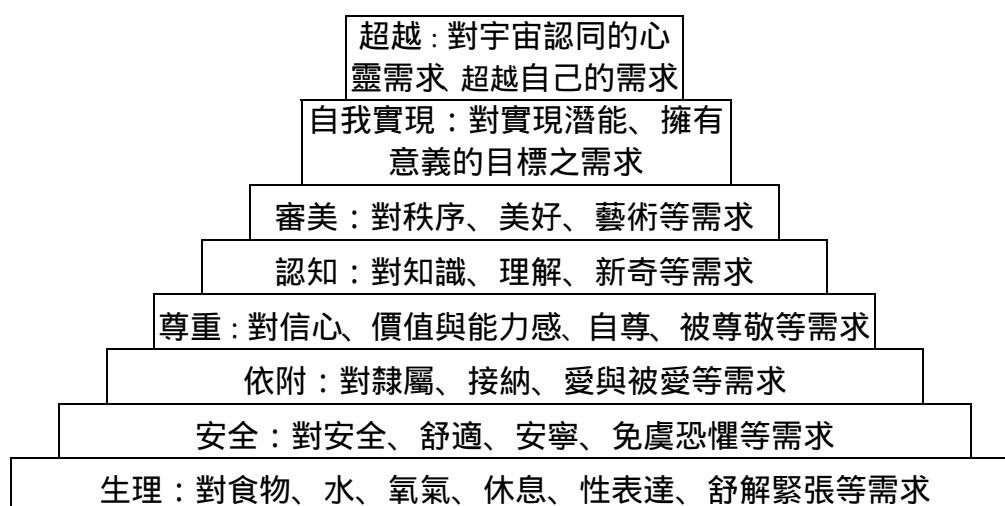 超越：對宇宙認同的心
靈需求、超越自己的需求
自我實現：對實現潛能、擁有
意義的目標之需求
審美：對秩序、美好、藝術等需求
認知：對知識、理解、新奇等需求
尊重：對信心、價值與能力感、自尊、被尊敬等需求
依附：對隸屬、接納、愛與被愛等需求
安全：對安全、舒適、安寧、免虞恐懼等需求
生理：對食物、水、氧氣、休息、性表達、舒解緊張等需求